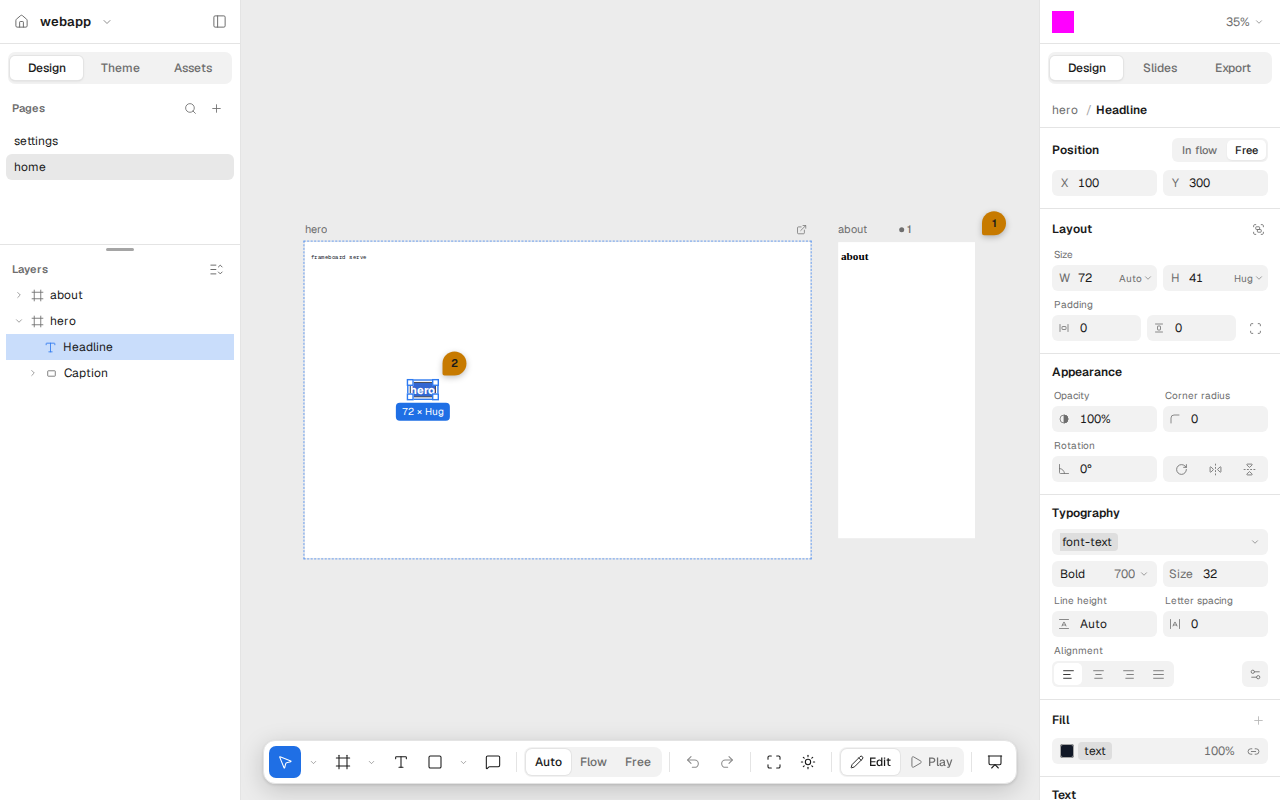 webapp
Design
Theme
Assets
Pages
settings
home
Layers
about
hero
Headline
Caption
hero
about
1
1
frameboard serve
about
2
hero
72 × Hug
Auto
Flow
Free
Edit
Play
35%
Design
Slides
Export
hero / Headline
Position
In flow
Free
X 100
Y 300
Layout
Size
W 72 Auto
H 41 Hug
Padding
0
0
Appearance
Opacity
Corner radius
100%
0
Rotation
0°
Typography
font-text
Bold 700
Size 32
Line height
Letter spacing
Auto
0
Alignment
Fill
text 100%
Text